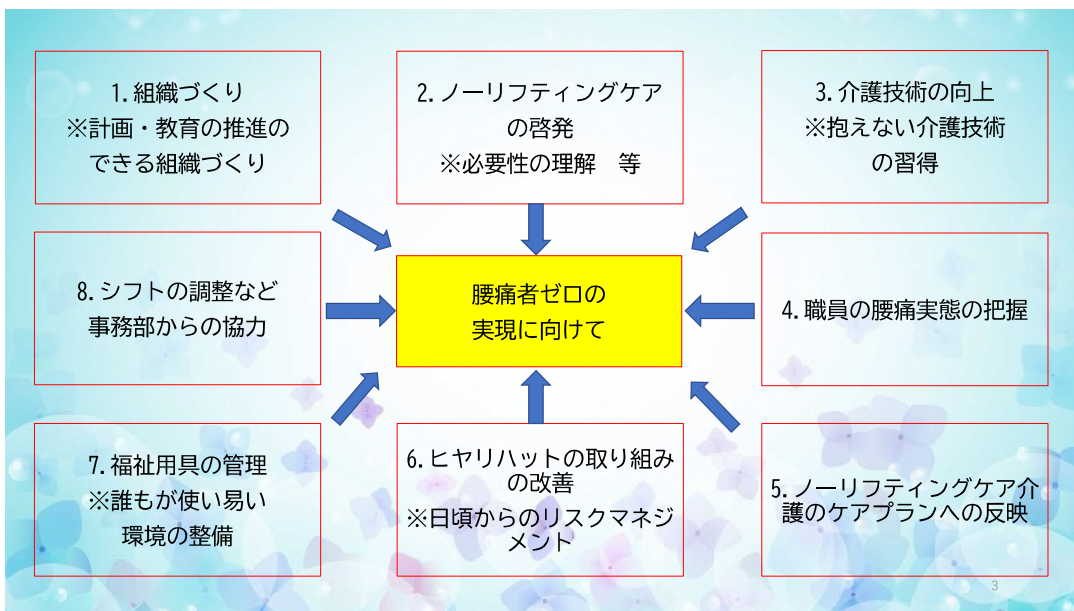 1.組織づくり
※計画・教育の推進の
できる組織づくり
2.ノーリフティングケア
の啓発
※必要性の理解　等
3.介護技術の向上
※抱えない介護技術
の習得
8.シフトの調整など
事務部からの協力
腰痛者ゼロの
実現に向けて
4.職員の腰痛実態の把握
7.福祉用具の管理
※誰もが使い易い
環境の整備
6.ヒヤリハットの取り組み
の改善
※日頃からのリスクマネジ
メント
5.ノーリフティングケア介
護のケアプランへの反映
3